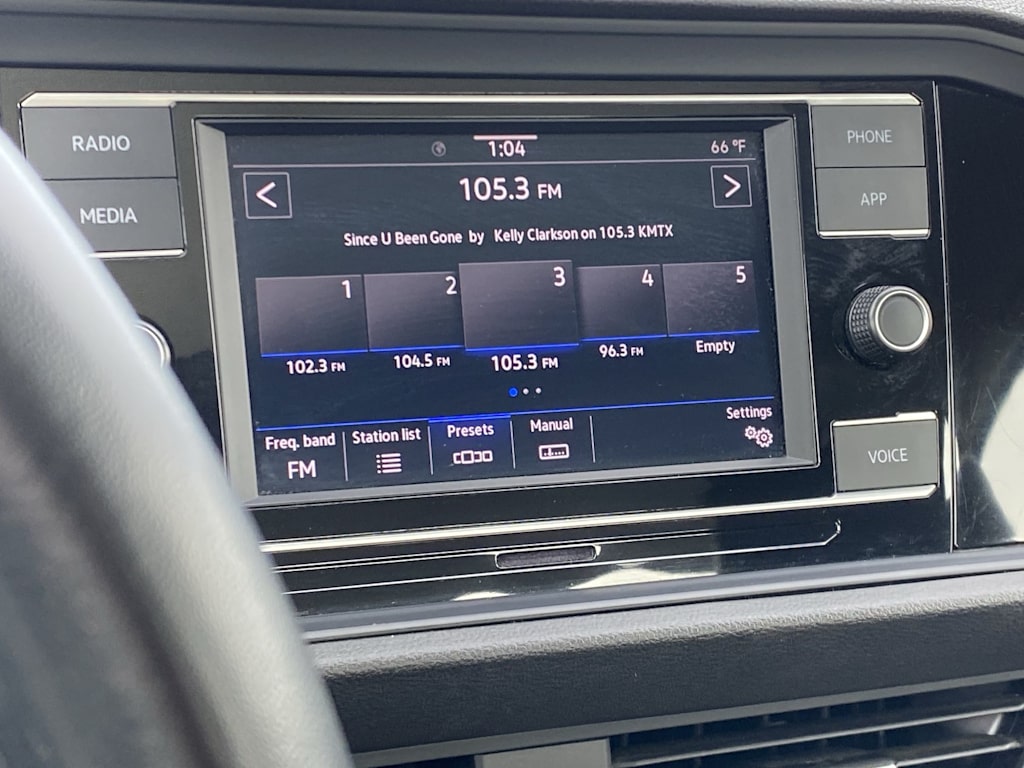 RADIO
MEDIA
1:04
66 °F
<
105.3 FM
>
Since U Been Gone by Kelly Clarkson on 105.3 KMTX
1
2
3
4
5
102.3 FM
104.5 FM
105.3 FM
96.3 FM
Empty
Freq. band
FM
Station list
Presets
Manual
Settings
PHONE
APP
VOICE